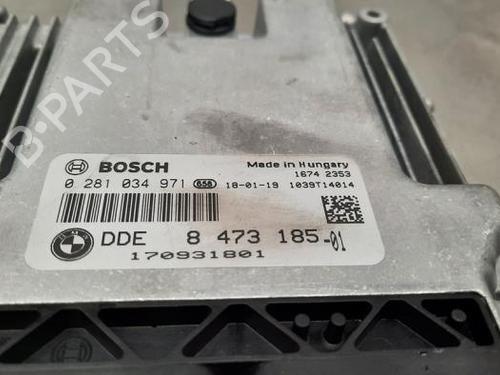 B-PARTS
BOSCH
Made in Hungary
1674 2353
0 281 034 971 658 18-01-19 1039T14014
DDE 8 473 185-01
170931801